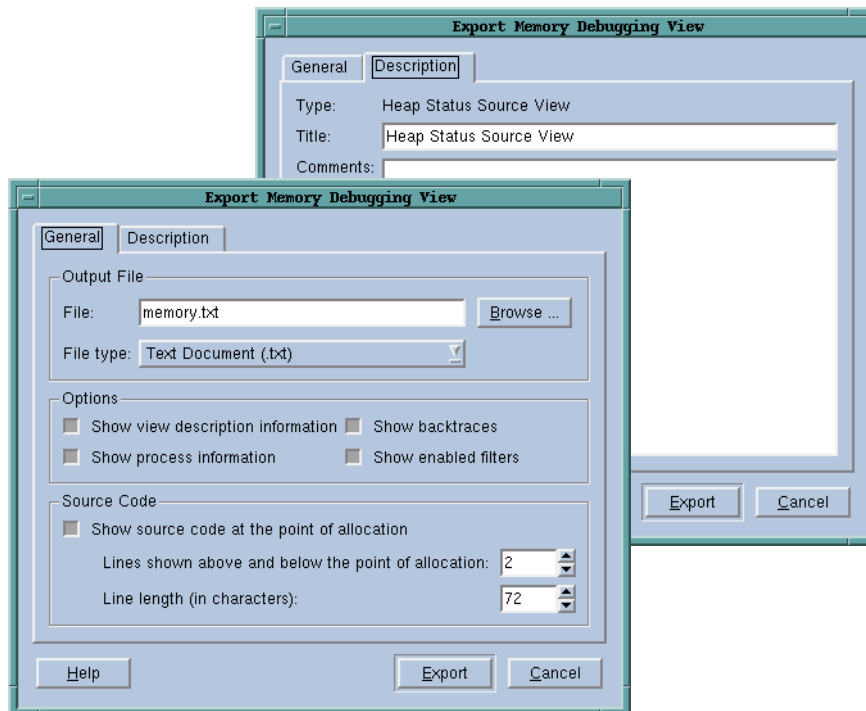 Export Memory Debugging View
General Description
Type: Heap Status Source View
Title: Heap Status Source View
Comments:
Export Cancel
Export Memory Debugging View
General Description
Output File
File: memory.txt Browse ...
File type: Text Document (.txt)
Options
Show view description information Show backtraces
Show process information Show enabled filters
Source Code
Show source code at the point of allocation
Lines shown above and below the point of allocation: 2
Line length (in characters): 72
Help Export Cancel